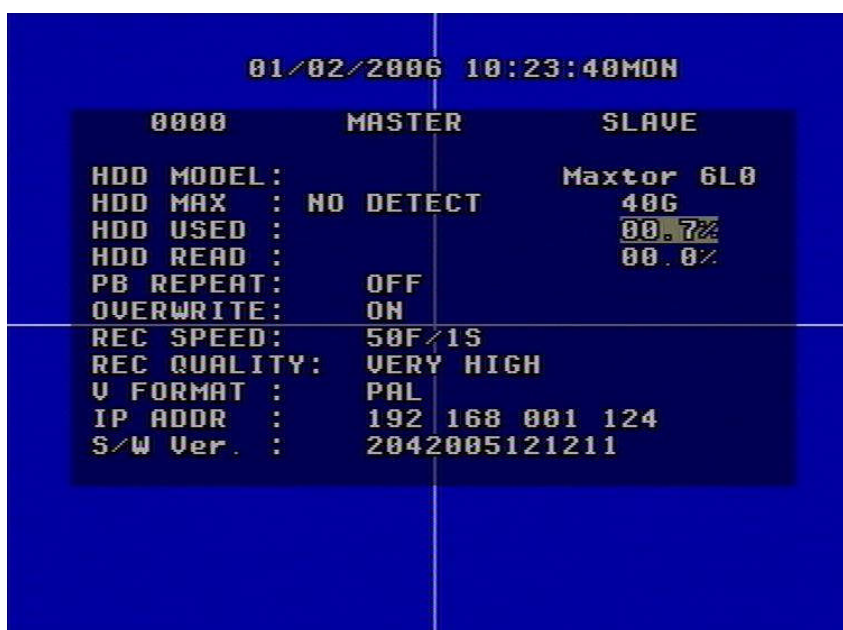 01/02/2006 10:23:40MON
0000 MASTER SLAVE
HDD MODEL: Maxtor 6L0
HDD MAX : NO DETECT 40G
HDD USED : 00.7%
HDD READ : 00.0%
PB REPEAT: OFF
OVERWRITE: ON
REC SPEED: 50F/1S
REC QUALITY: VERY HIGH
V FORMAT : PAL
IP ADDR : 192 168 001 124
S/W Ver. : 2042005121211